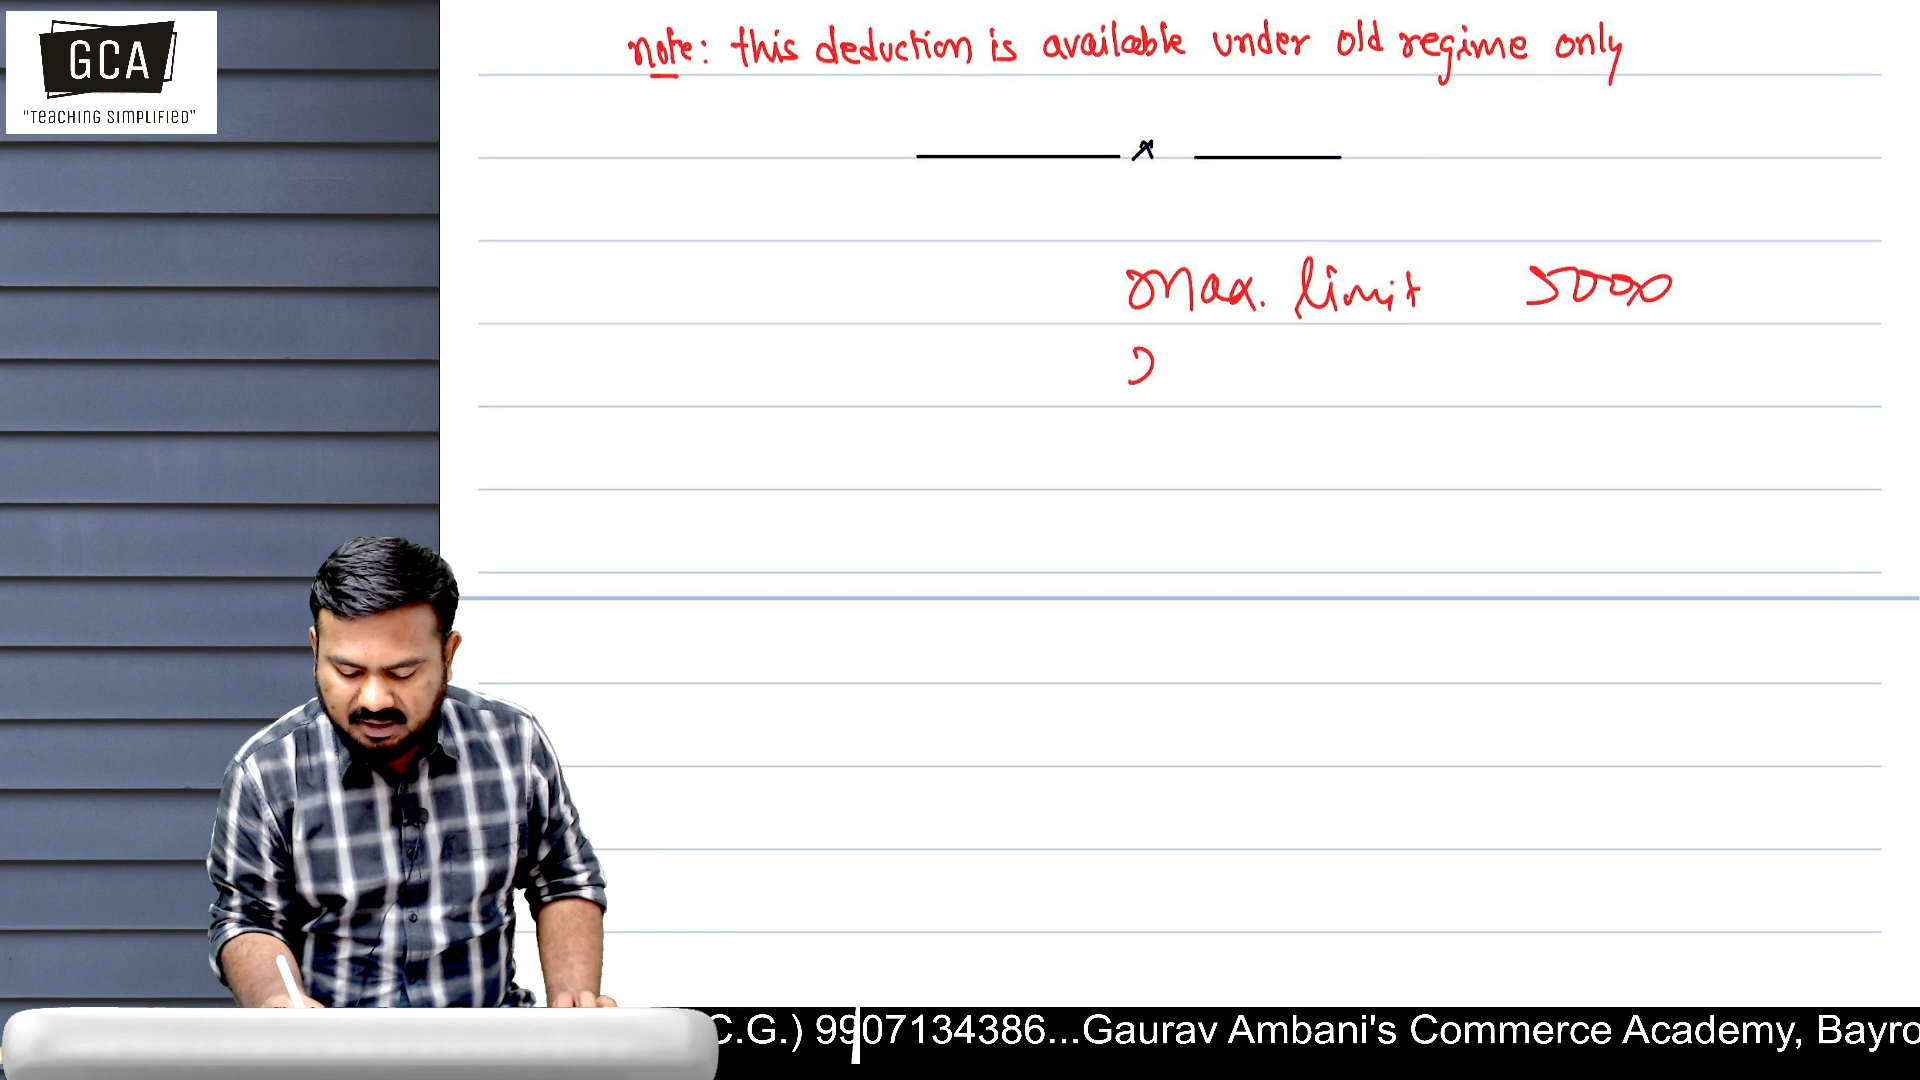 GCA
"Teaching Simplified"
note: this deduction is available under old regime only
max. limit 5000
C.G.) 9907134386...Gaurav Ambani's Commerce Academy, Bayro